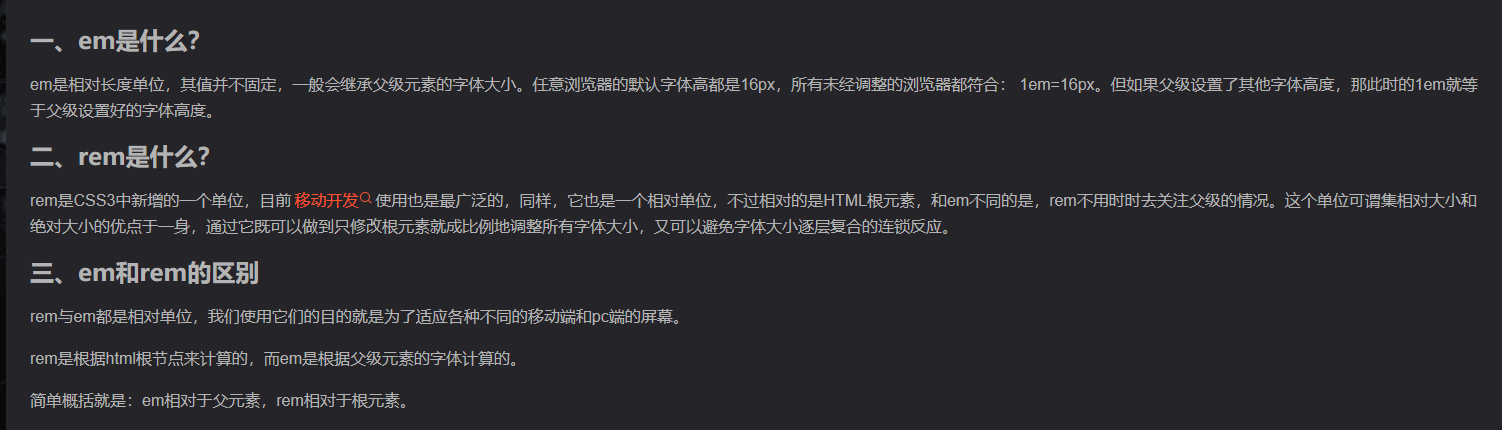 一、em是什么？
em是相对长度单位，其值并不固定，一般会继承父级元素的字体大小。任意浏览器的默认字体高都是16px，所有未经调整的浏览器都符合： 1em=16px。但如果父级设置了其他字体高度，那此时的1em就等
于父级设置好的字体高度。
二、rem是什么？
rem是CSS3中新增的一个单位，目前 移动开发 使用也是最广泛的，同样，它也是一个相对单位，不过相对的是HTML根元素，和em不同的是，rem不用时时去关注父级的情况。这个单位可谓集相对大小和
绝对大小的优点于一身，通过它既可以做到只修改根元素就成比例地调整所有字体大小，又可以避免字体大小逐层复合的连锁反应。
三、em和rem的区别
rem与em都是相对单位，我们使用它们的目的就是为了适应各种不同的移动端和pc端的屏幕。
rem是根据html根节点来计算的，而em是根据父级元素的字体计算的。
简单概括就是：em相对于父元素，rem相对于根元素。